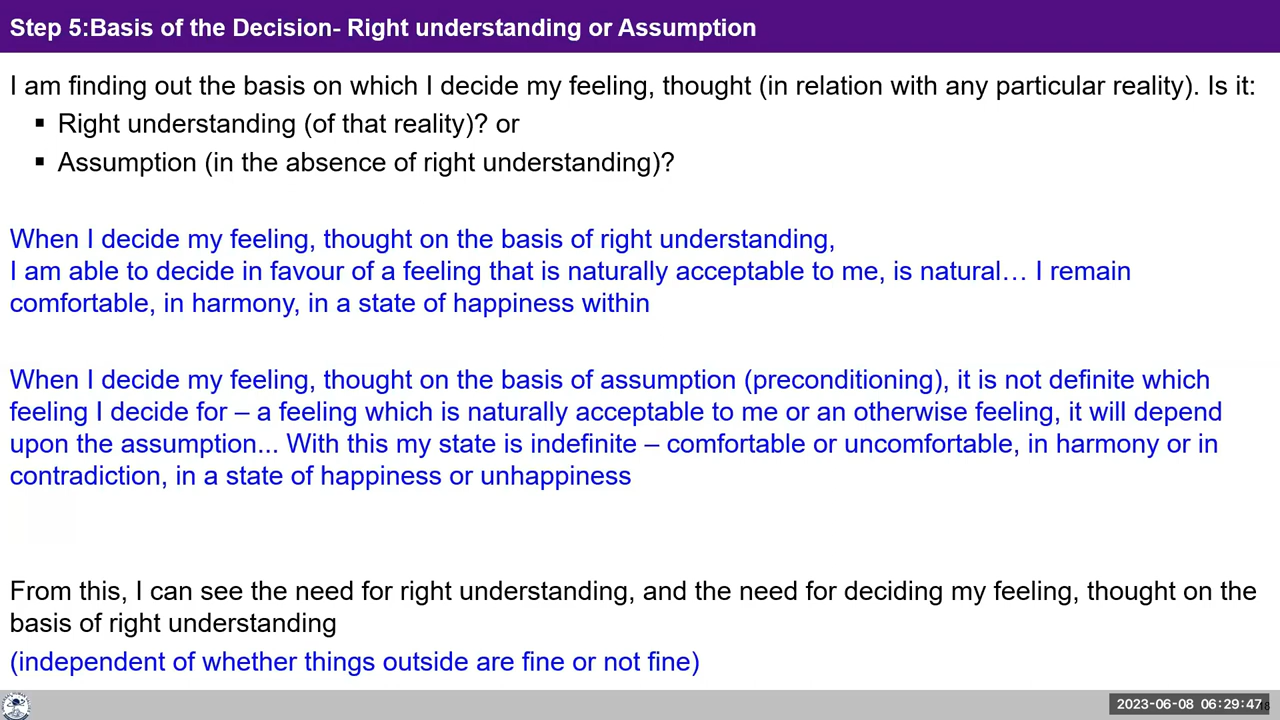 Step 5:Basis of the Decision- Right understanding or Assumption
I am finding out the basis on which I decide my feeling, thought (in relation with any particular reality). Is it:
▪ Right understanding (of that reality)? or
▪ Assumption (in the absence of right understanding)?
When I decide my feeling, thought on the basis of right understanding,
I am able to decide in favour of a feeling that is naturally acceptable to me, is natural… I remain
comfortable, in harmony, in a state of happiness within
When I decide my feeling, thought on the basis of assumption (preconditioning), it is not definite which
feeling I decide for – a feeling which is naturally acceptable to me or an otherwise feeling, it will depend
upon the assumption... With this my state is indefinite – comfortable or uncomfortable, in harmony or in
contradiction, in a state of happiness or unhappiness
From this, I can see the need for right understanding, and the need for deciding my feeling, thought on the
basis of right understanding
(independent of whether things outside are fine or not fine)
2023-06-08 06:29:47